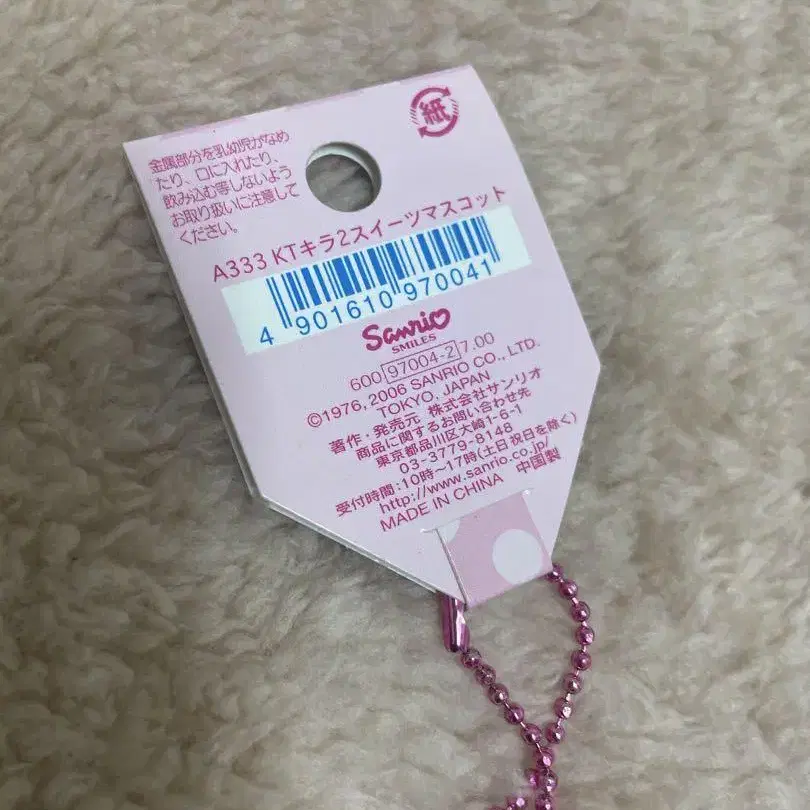 紙
金属部分を乳幼児がなめ
たり、口に入れたり、
飲み込む等しないよう
お取り扱いに注意して
ください。
A333 KTキラ2スイーツマスコット
4 901610 970041
Sanrio
SMILES
600 97004-2 7.00
©1976, 2006 SANRIO CO., LTD.
TOKYO, JAPAN
著作・発売元 株式会社サンリオ
商品に関するお問い合わせ先
東京都品川区大崎1-6-1
03-3779-8148
受付時間:10時〜17時(土日祝日を除く)
http://www.sanrio.co.jp/
MADE IN CHINA 中国製